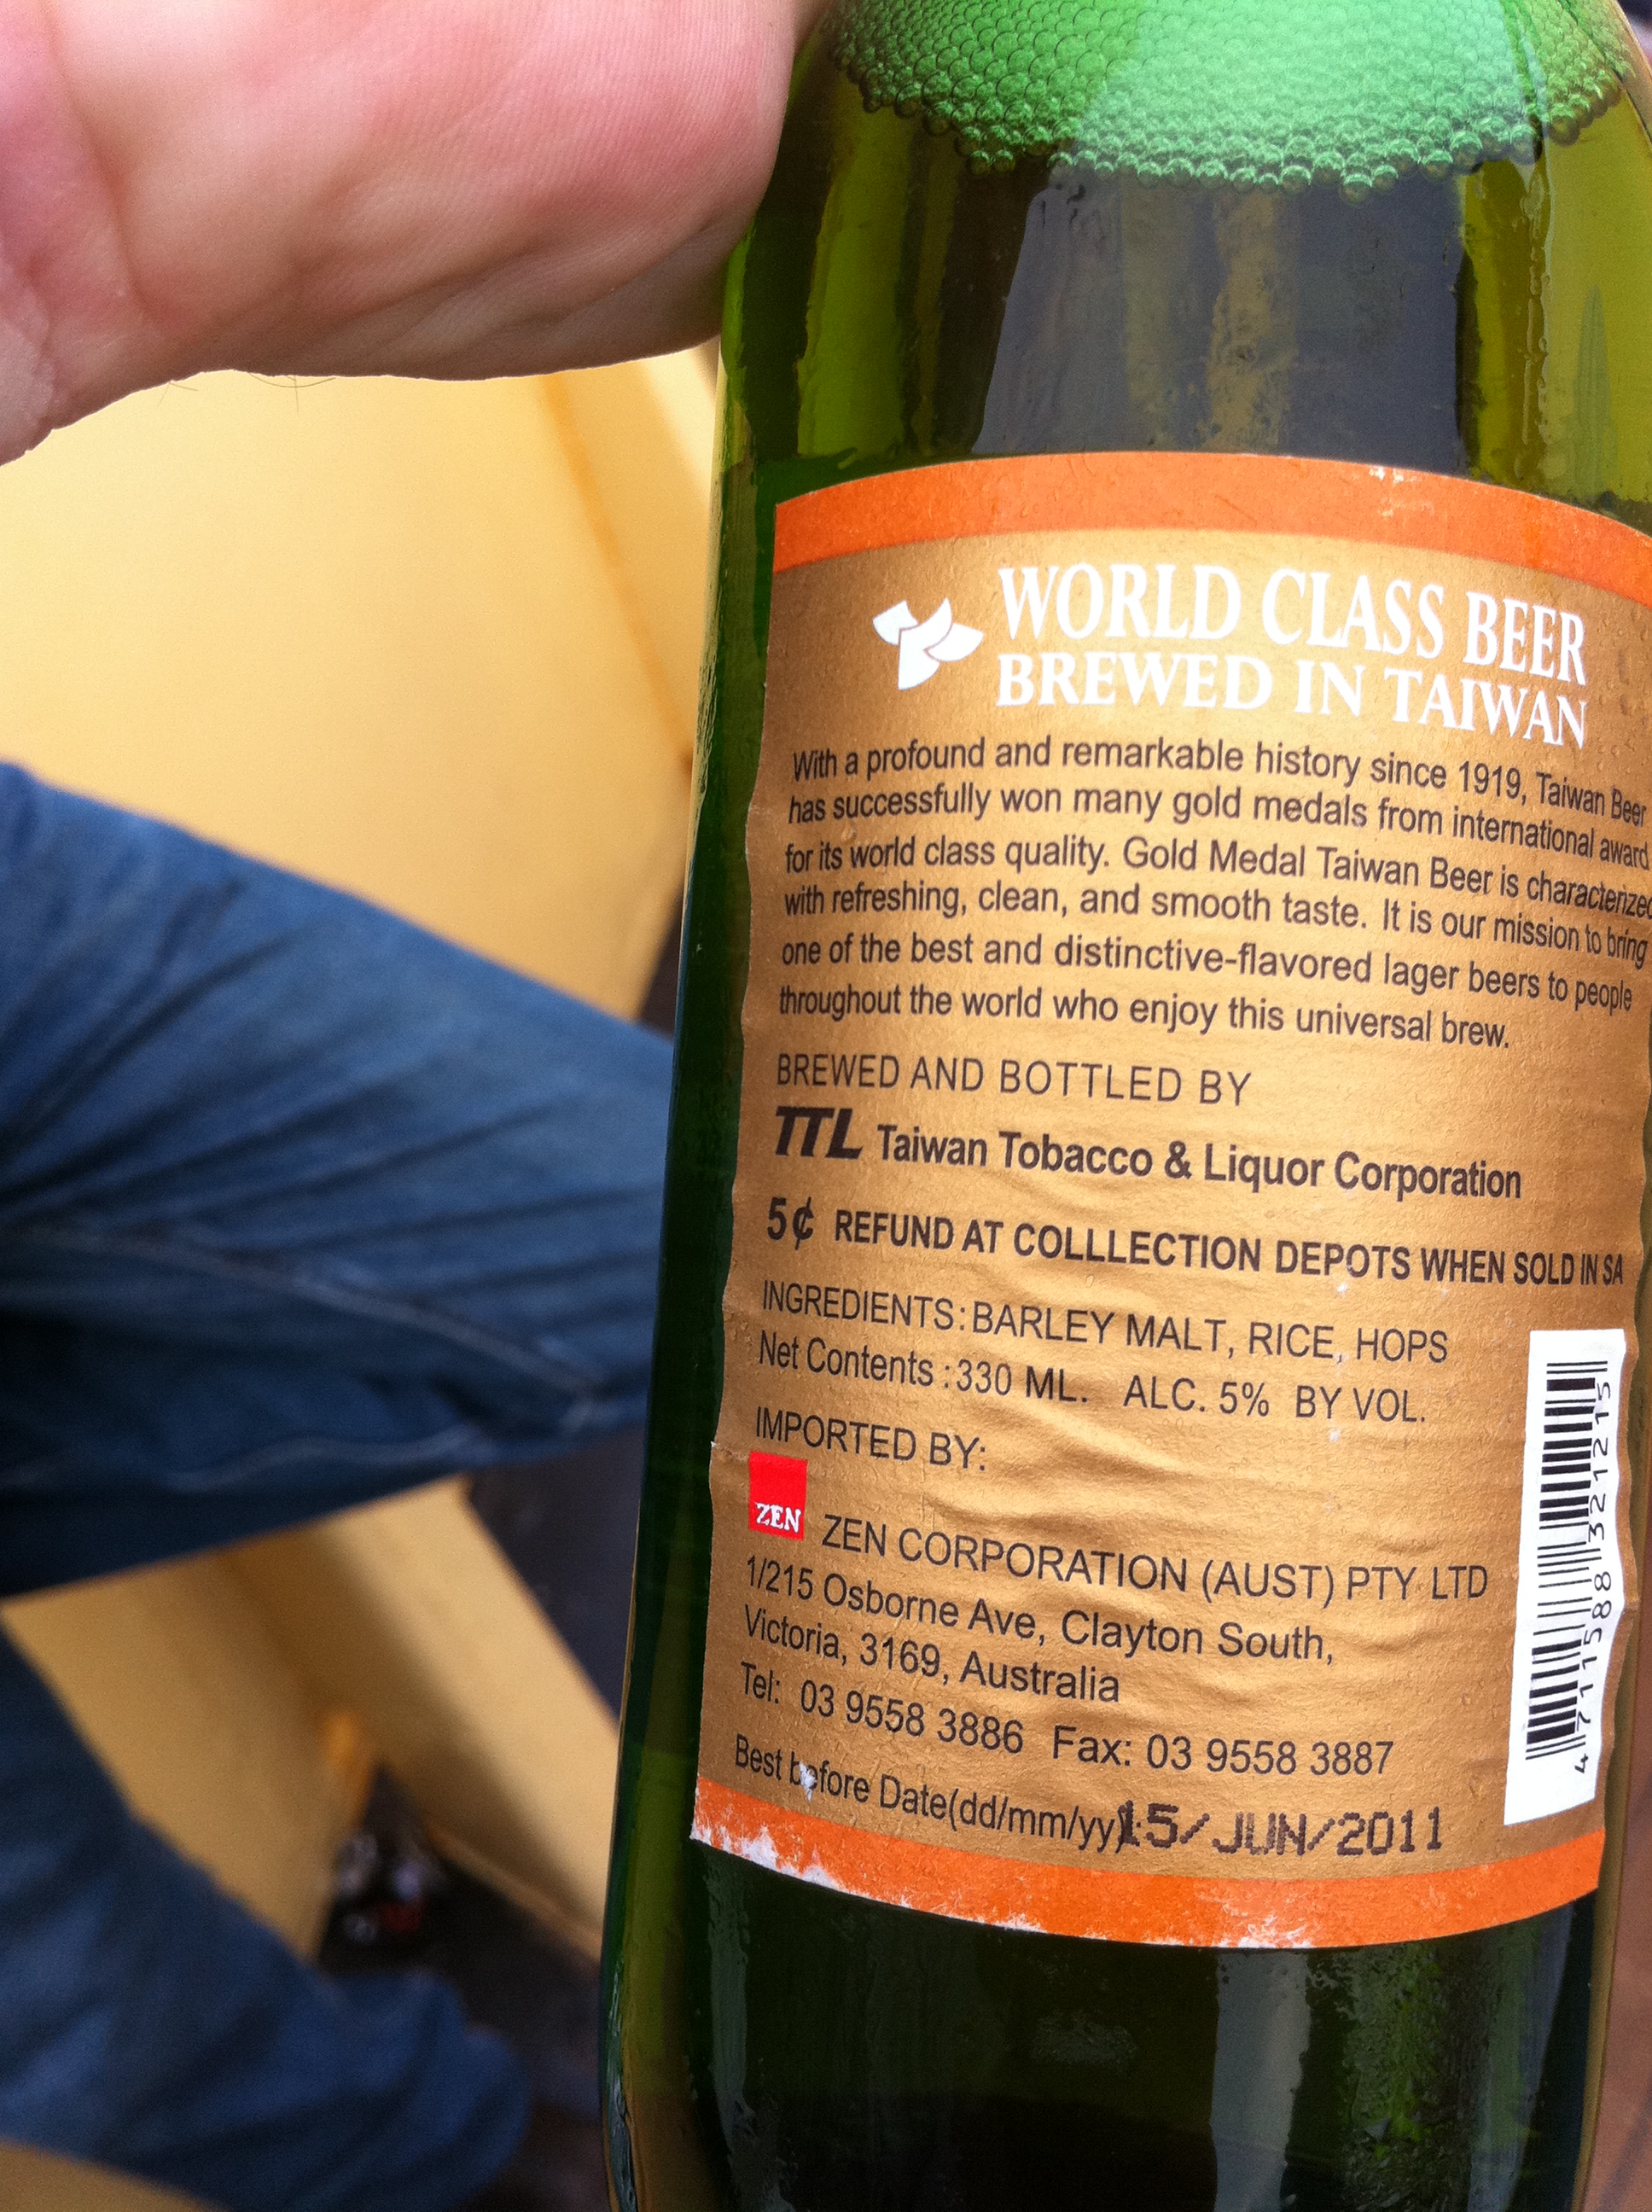 WORLD CLASS BEER
BREWED IN TAIWAN
With a profound and remarkable history since 1919, Taiwan Beer
has successfully won many gold medals from international award
for its world class quality. Gold Medal Taiwan Beer is characterized
with refreshing, clean, and smooth taste. It is our mission to bring
one of the best and distinctive-flavored lager beers to people
throughout the world who enjoy this universal brew.
BREWED AND BOTTLED BY
TTL Taiwan Tobacco & Liquor Corporation
5¢ REFUND AT COLLLECTION DEPOTS WHEN SOLD IN SA
INGREDIENTS: BARLEY MALT, RICE, HOPS
Net Contents : 330 ML. ALC. 5% BY VOL.
IMPORTED BY:
ZEN
ZEN CORPORATION (AUST) PTY LTD
1/215 Osborne Ave, Clayton South,
Victoria, 3169, Australia
Tel: 03 9558 3886 Fax: 03 9558 3887
Best before Date(dd/mm/yy): 15/JUN/2011
4 711588 321215